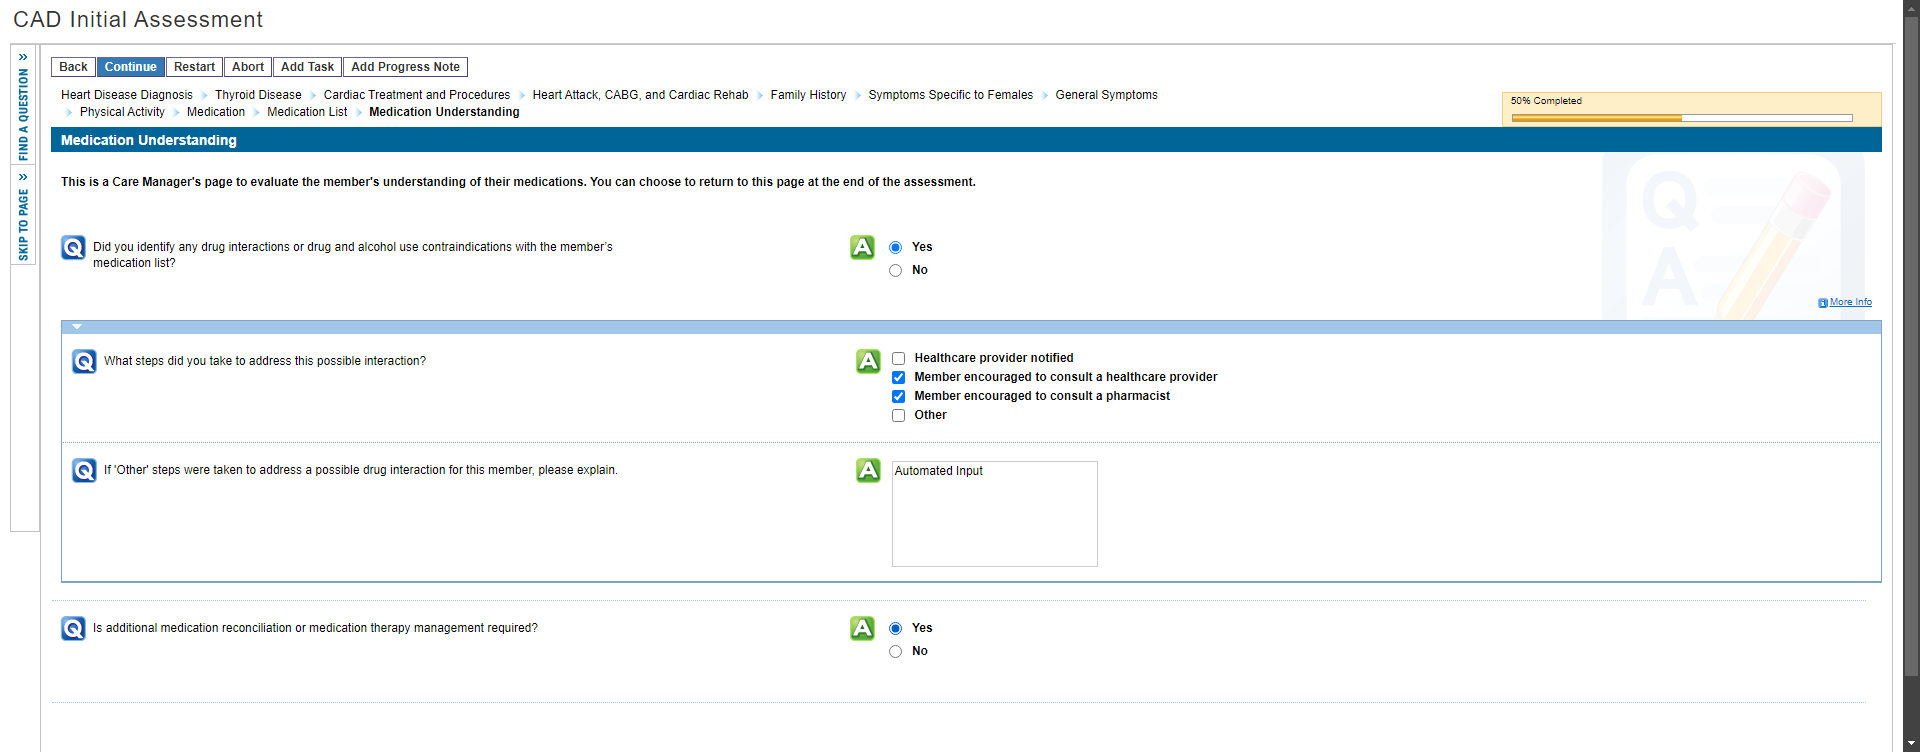 CAD Initial Assessment
»
FIND A QUESTION
»
SKIP TO PAGE
Back Continue Restart Abort Add Task Add Progress Note
Heart Disease Diagnosis Thyroid Disease Cardiac Treatment and Procedures Heart Attack, CABG, and Cardiac Rehab Family History Symptoms Specific to Females General Symptoms
Physical Activity Medication Medication List Medication Understanding
50% Completed
Medication Understanding
This is a Care Manager's page to evaluate the member's understanding of their medications. You can choose to return to this page at the end of the assessment.
Q
A
Q Did you identify any drug interactions or drug and alcohol use contraindications with the member’s
medication list?
A Yes
No
More Info
Q What steps did you take to address this possible interaction?
A Healthcare provider notified
Member encouraged to consult a healthcare provider
Member encouraged to consult a pharmacist
Other
Q If 'Other' steps were taken to address a possible drug interaction for this member, please explain.
A Automated Input
Q Is additional medication reconciliation or medication therapy management required?
A Yes
No